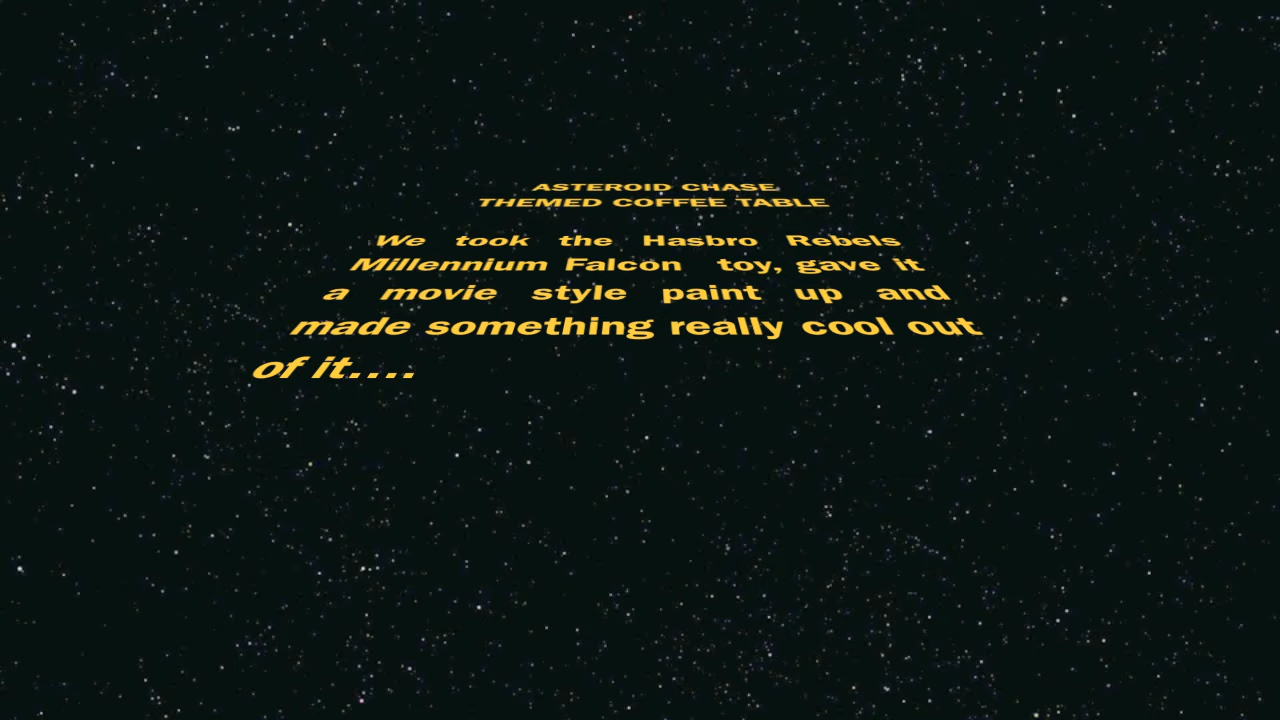 ASTEROID CHASE
THEMED COFFEE TABLE
We took the Hasbro Rebels
Millennium Falcon toy, gave it
a movie style paint up and
made something really cool out
of it....